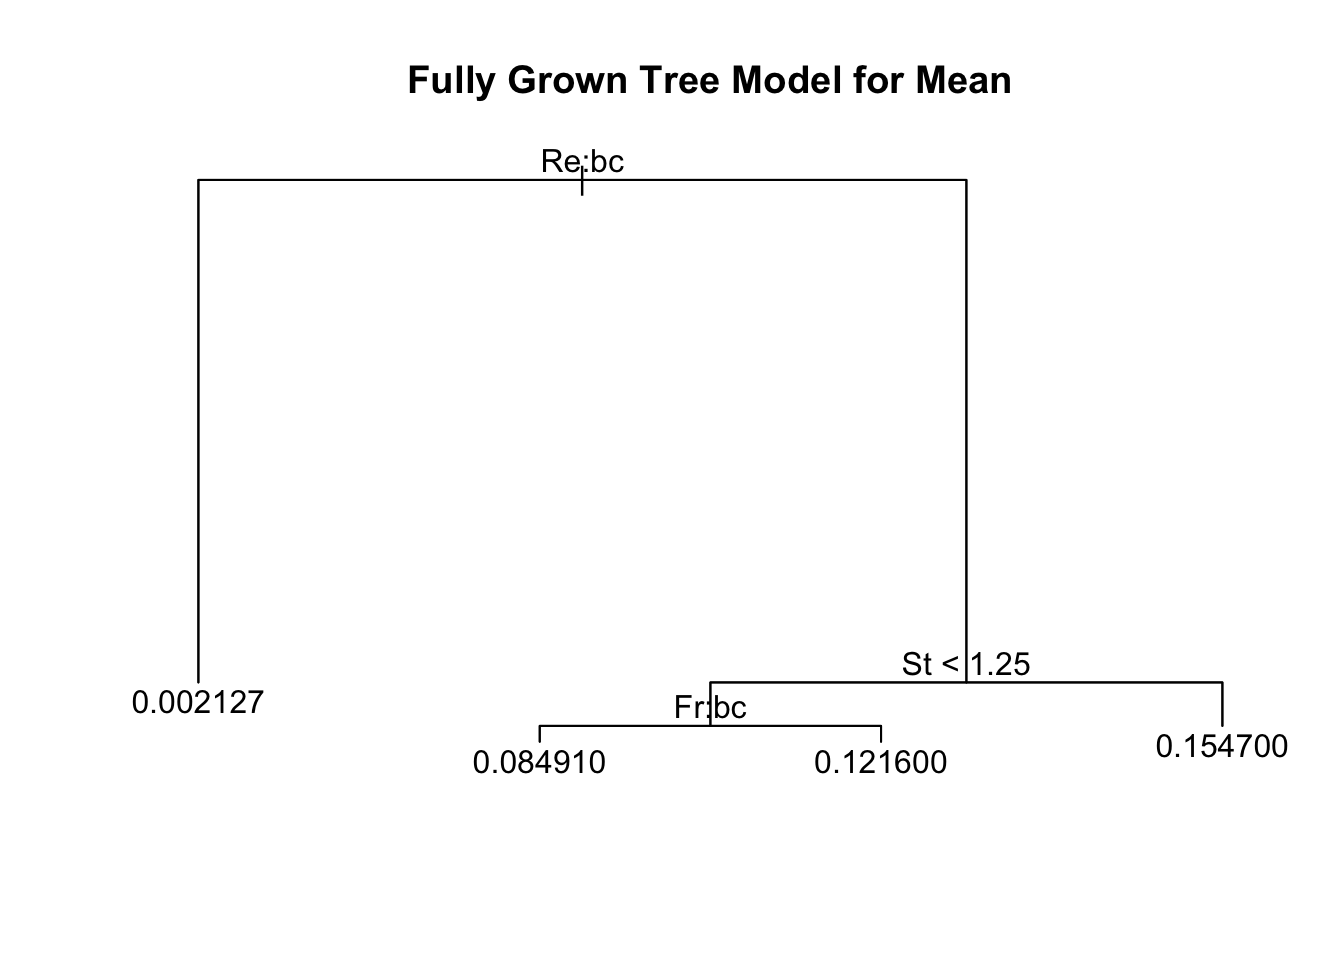 Fully Grown Tree Model for Mean
Re:bc
St < 1.25
0.002127
Fr:bc
0.154700
0.084910
0.121600